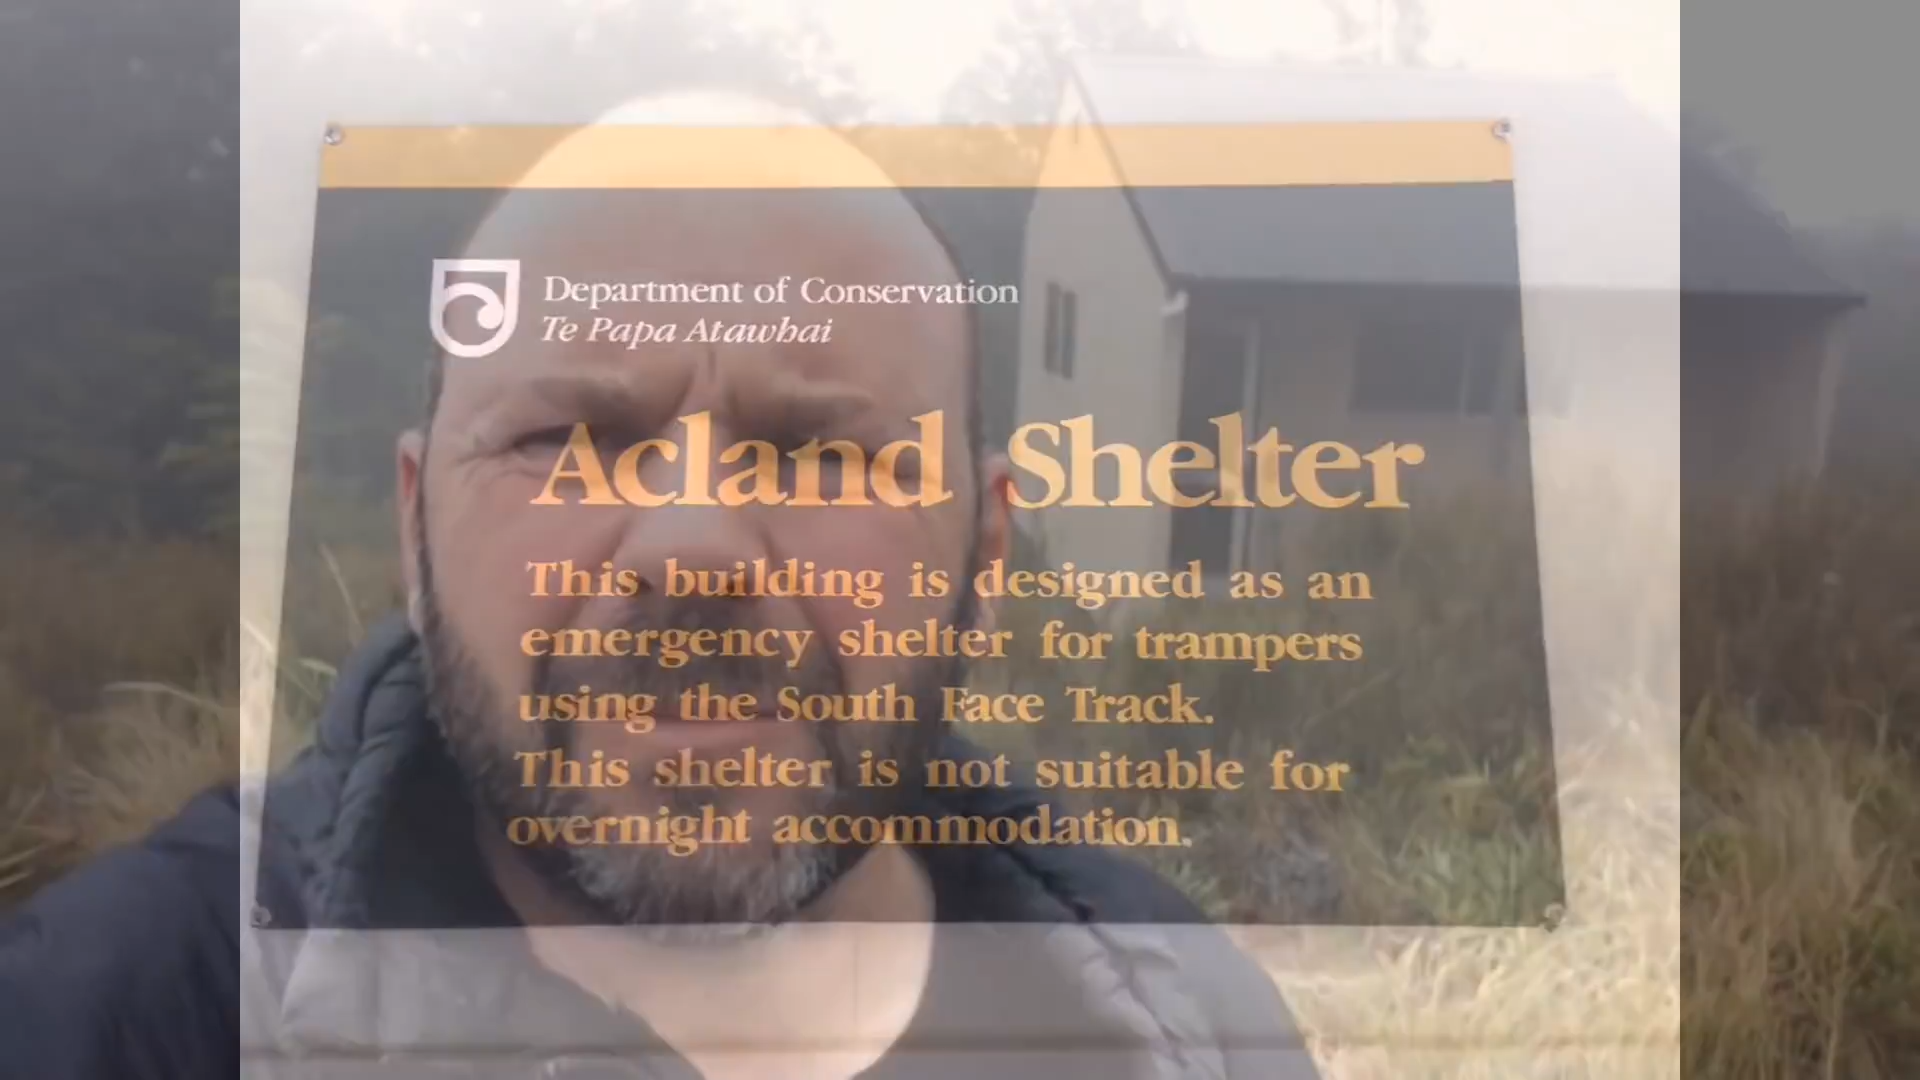 Department of Conservation
Te Papa Atawhai
Acland Shelter
This building is designed as an
emergency shelter for trampers
using the South Face Track.
This shelter is not suitable for
overnight accommodation.